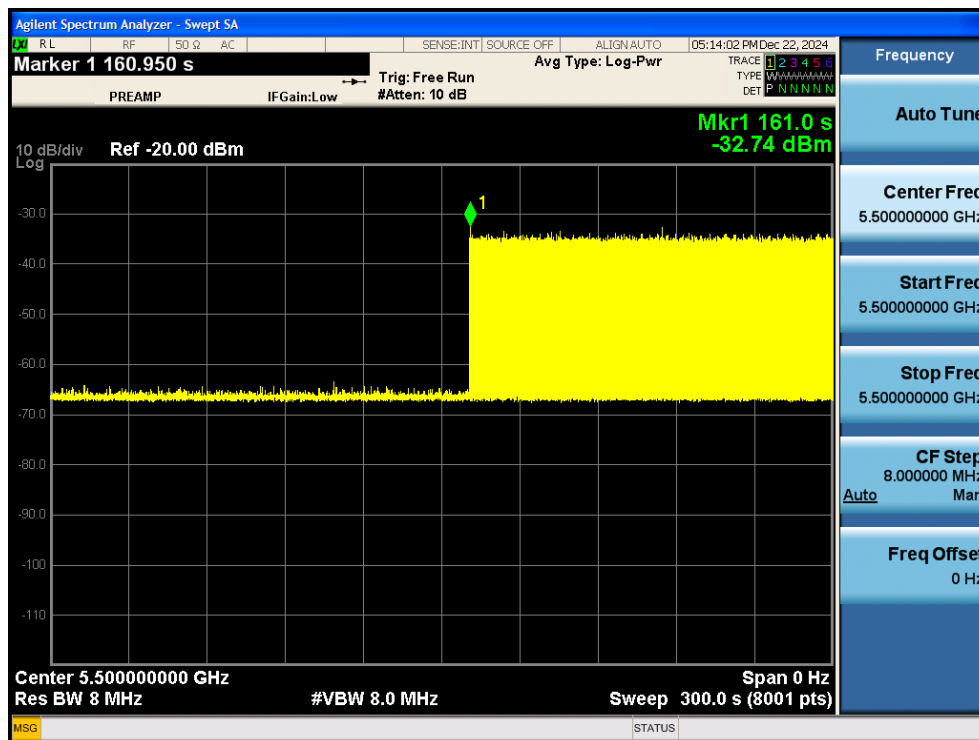 Agilent Spectrum Analyzer - Swept SA
LXI RL RF 50 Ω AC SENSE:INT SOURCE OFF ALIGN AUTO 05:14:02 PM Dec 22, 2024
Marker 1 160.950 s
PREAMP
IFGain:Low
Trig: Free Run
#Atten: 10 dB
Avg Type: Log-Pwr
TRACE 1 2 3 4 5 6
TYPE WWWWWW
DET P N N N N N
Mkr1 161.0 s
-32.74 dBm
10 dB/div
Log
Ref -20.00 dBm
1
-30.0
-40.0
-50.0
-60.0
-70.0
-80.0
-90.0
-100
-110
Center 5.500000000 GHz
Span 0 Hz
Res BW 8 MHz
#VBW 8.0 MHz
Sweep 300.0 s (8001 pts)
MSG
STATUS
Frequency
Auto Tune
Center Freq
5.500000000 GHz
Start Freq
5.500000000 GHz
Stop Freq
5.500000000 GHz
CF Step
8.000000 MHz
Auto Man
Freq Offset
0 Hz